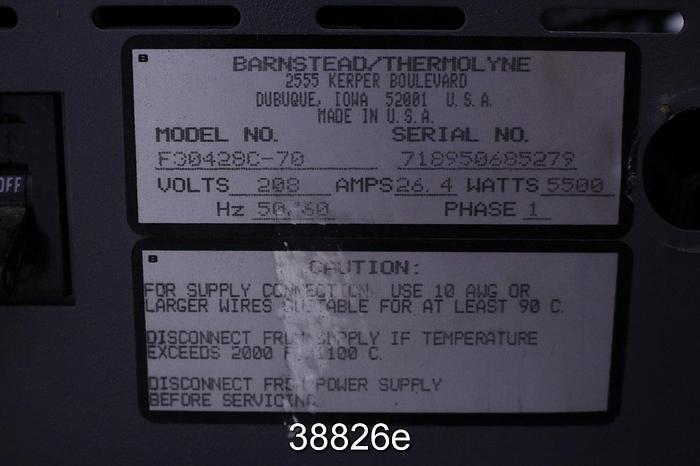 B
BARNSTEAD/THERMOLYNE
2555 KERPER BOULEVARD
DUBUQUE, IOWA 52001 U.S.A.
MADE IN U.S.A.
MODEL NO. SERIAL NO.
F30428C-70 718950685279
VOLTS 208 AMPS 26.4 WATTS 5500
Hz 50/60 PHASE 1
OFF
B
CAUTION:
FOR SUPPLY CONNECTION, USE 10 AWG OR
LARGER WIRES SUITABLE FOR AT LEAST 90 C.
DISCONNECT FROM SUPPLY IF TEMPERATURE
EXCEEDS 2000 F 1100 C.
DISCONNECT FROM POWER SUPPLY
BEFORE SERVICING
38826e